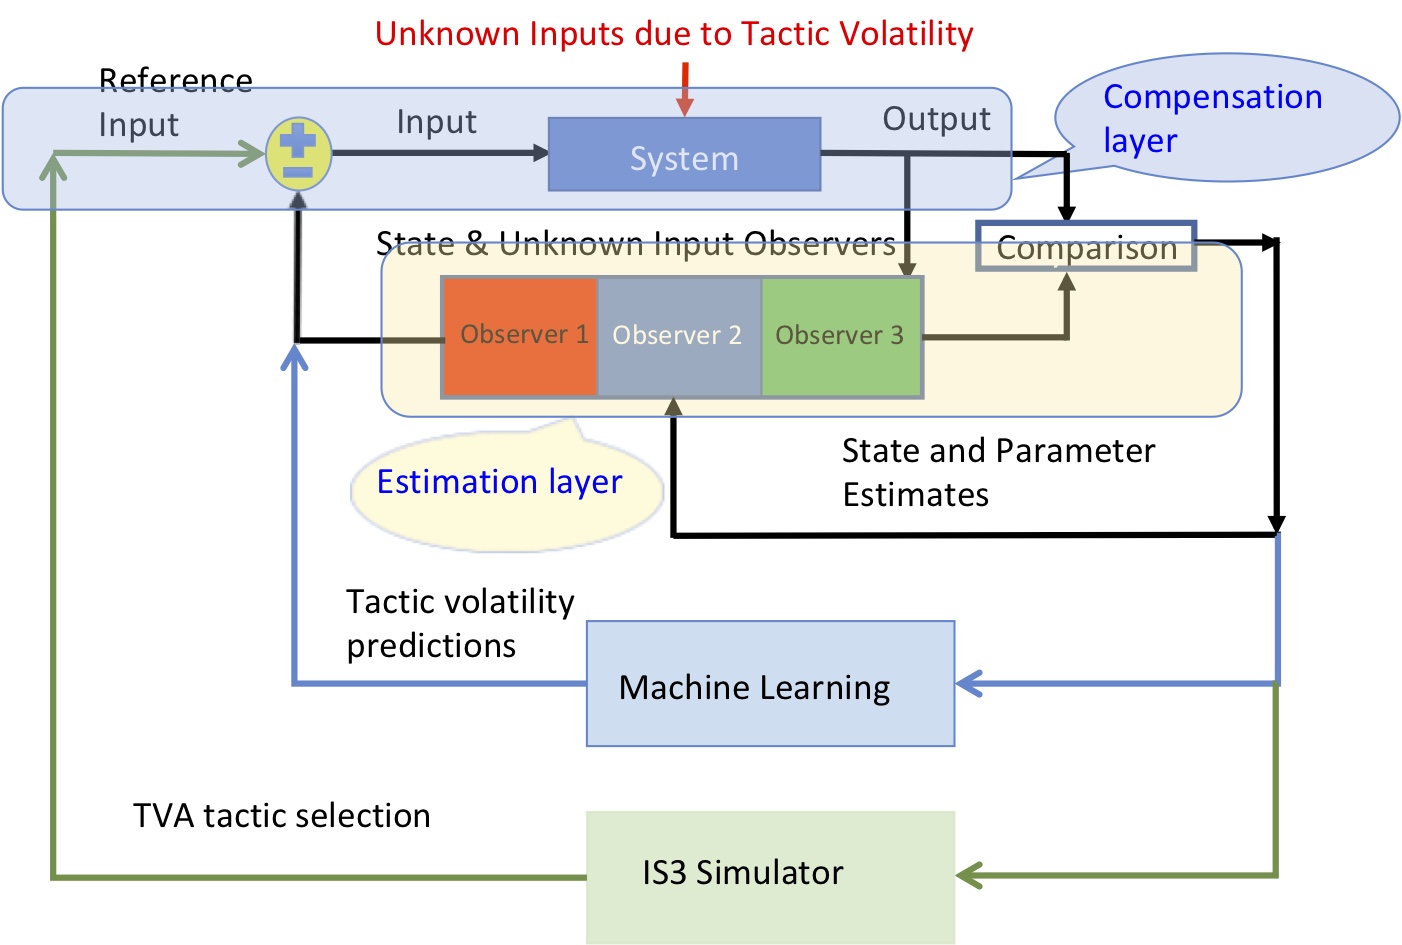 Unknown Inputs due to Tactic Volatility
Reference
Input
Input
System
Output
Compensation
layer
State & Unknown Input Observers
Comparison
Observer 1
Observer 2
Observer 3
Estimation layer
State and Parameter
Estimates
Tactic volatility
predictions
Machine Learning
TVA tactic selection
IS3 Simulator